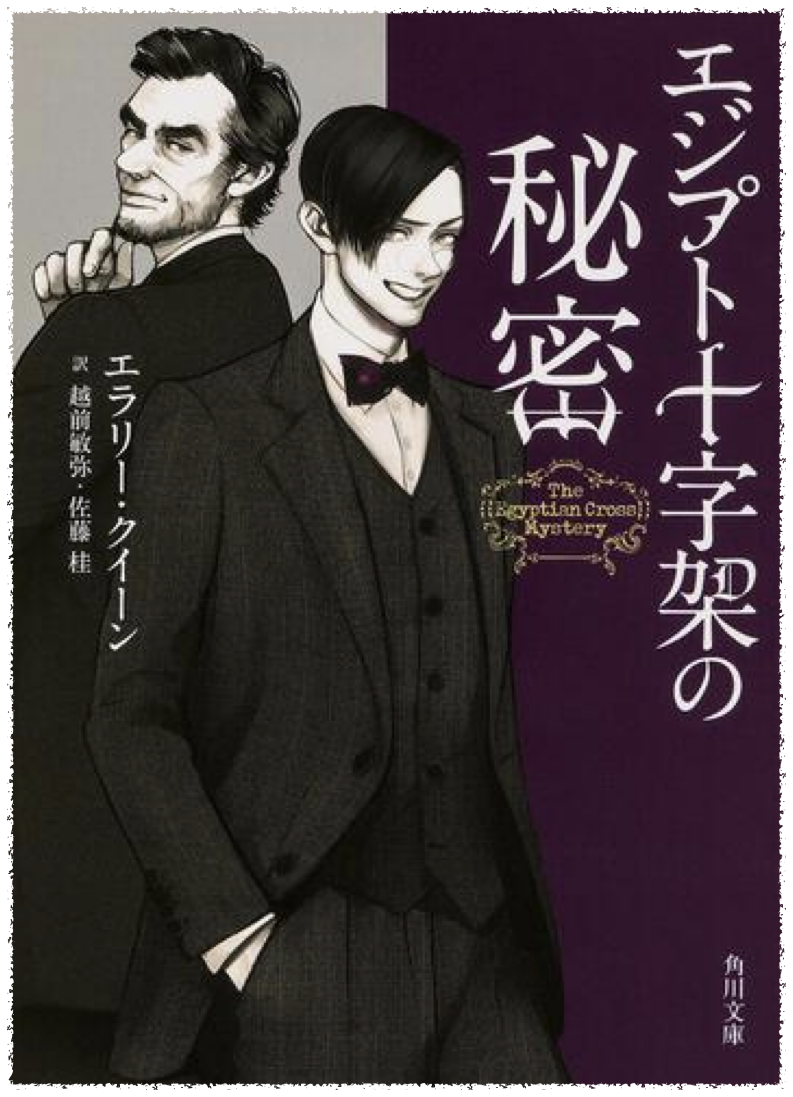 エジプト十字架の
秘密
The
Egyptian Cross
Mystery
エラリー・クイーン
訳 越前敏弥・佐藤 桂
角川文庫